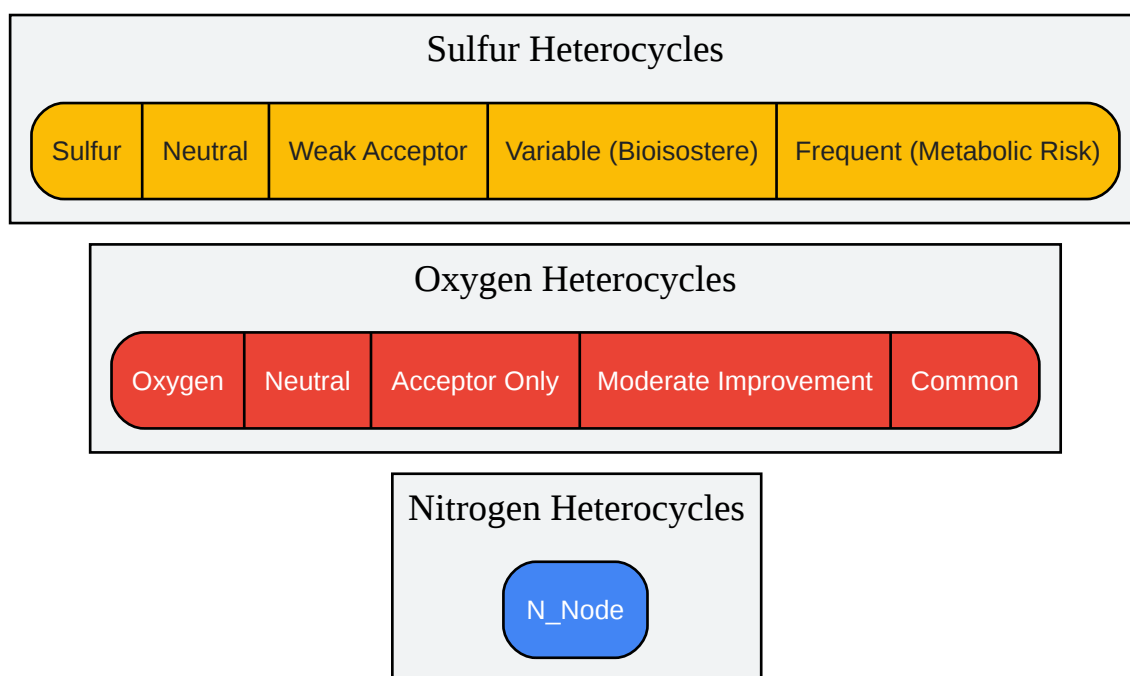 Sulfur Heterocycles
Sulfur Neutral Weak Acceptor Variable (Bioisostere) Frequent (Metabolic Risk)
Oxygen Heterocycles
Oxygen Neutral Acceptor Only Moderate Improvement Common
Nitrogen Heterocycles
N_Node